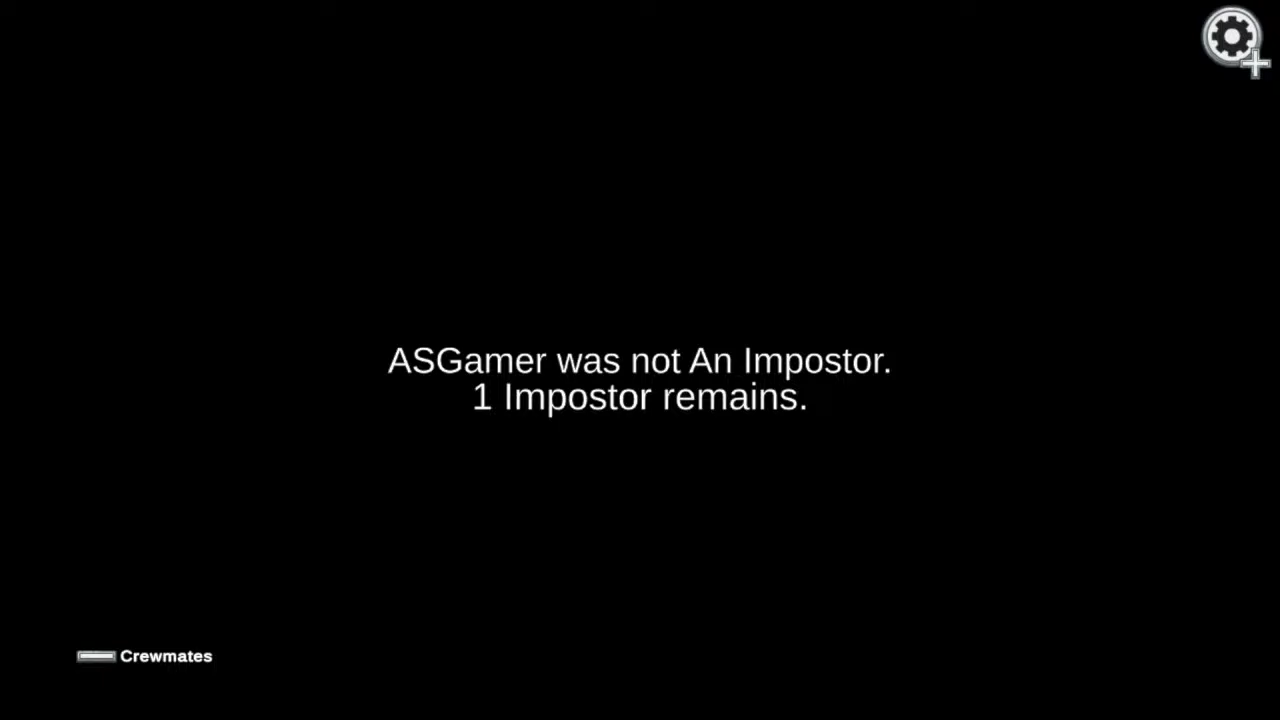 ASGamer was not An Impostor.
1 Impostor remains.
Crewmates